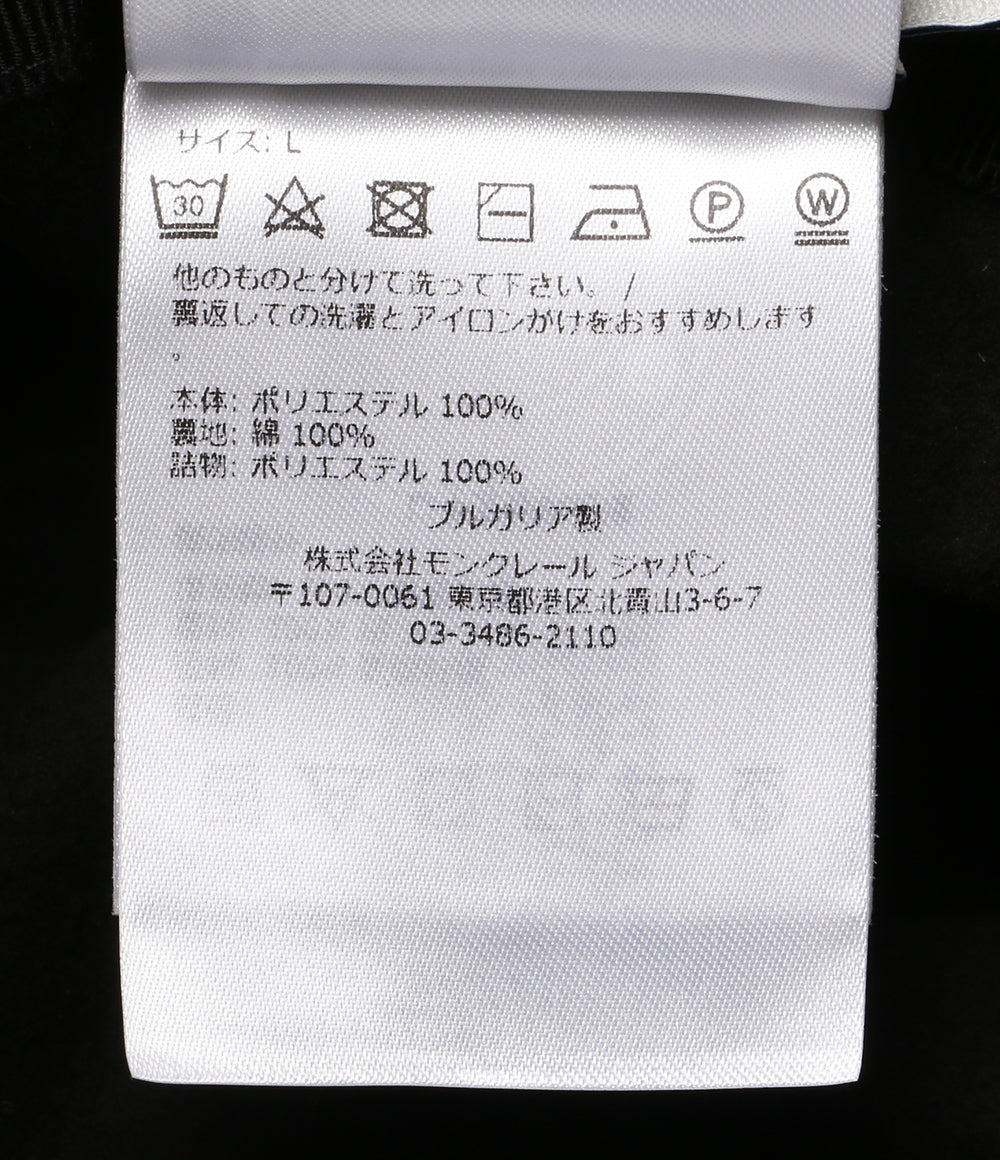 サイズ: L
30 P W
他のものと分けて洗って下さい。 /
裏返しての洗濯とアイロンがけをおすすめします
。
本体: ポリエステル 100%
裏地: 綿 100%
詰物: ポリエステル 100%
ブルガリア製
株式会社モンクレール ジャパン
〒107-0061 東京都港区北青山3-6-7
03-3486-2110